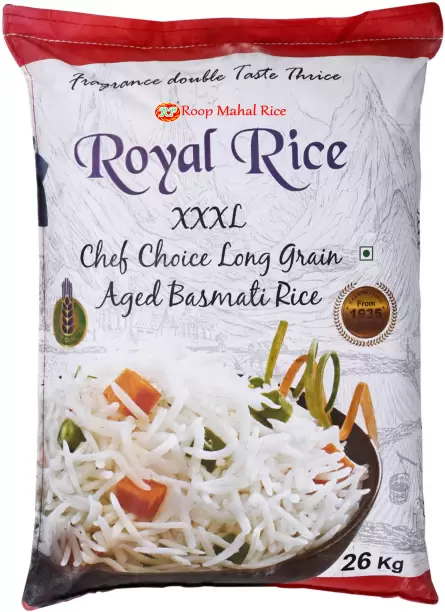 Fragrance double Taste Thrice
RP Roop Mahal Rice
Royal Rice
XXXL
Chef Choice Long Grain
Aged Basmati Rice
From
1935
26 Kg